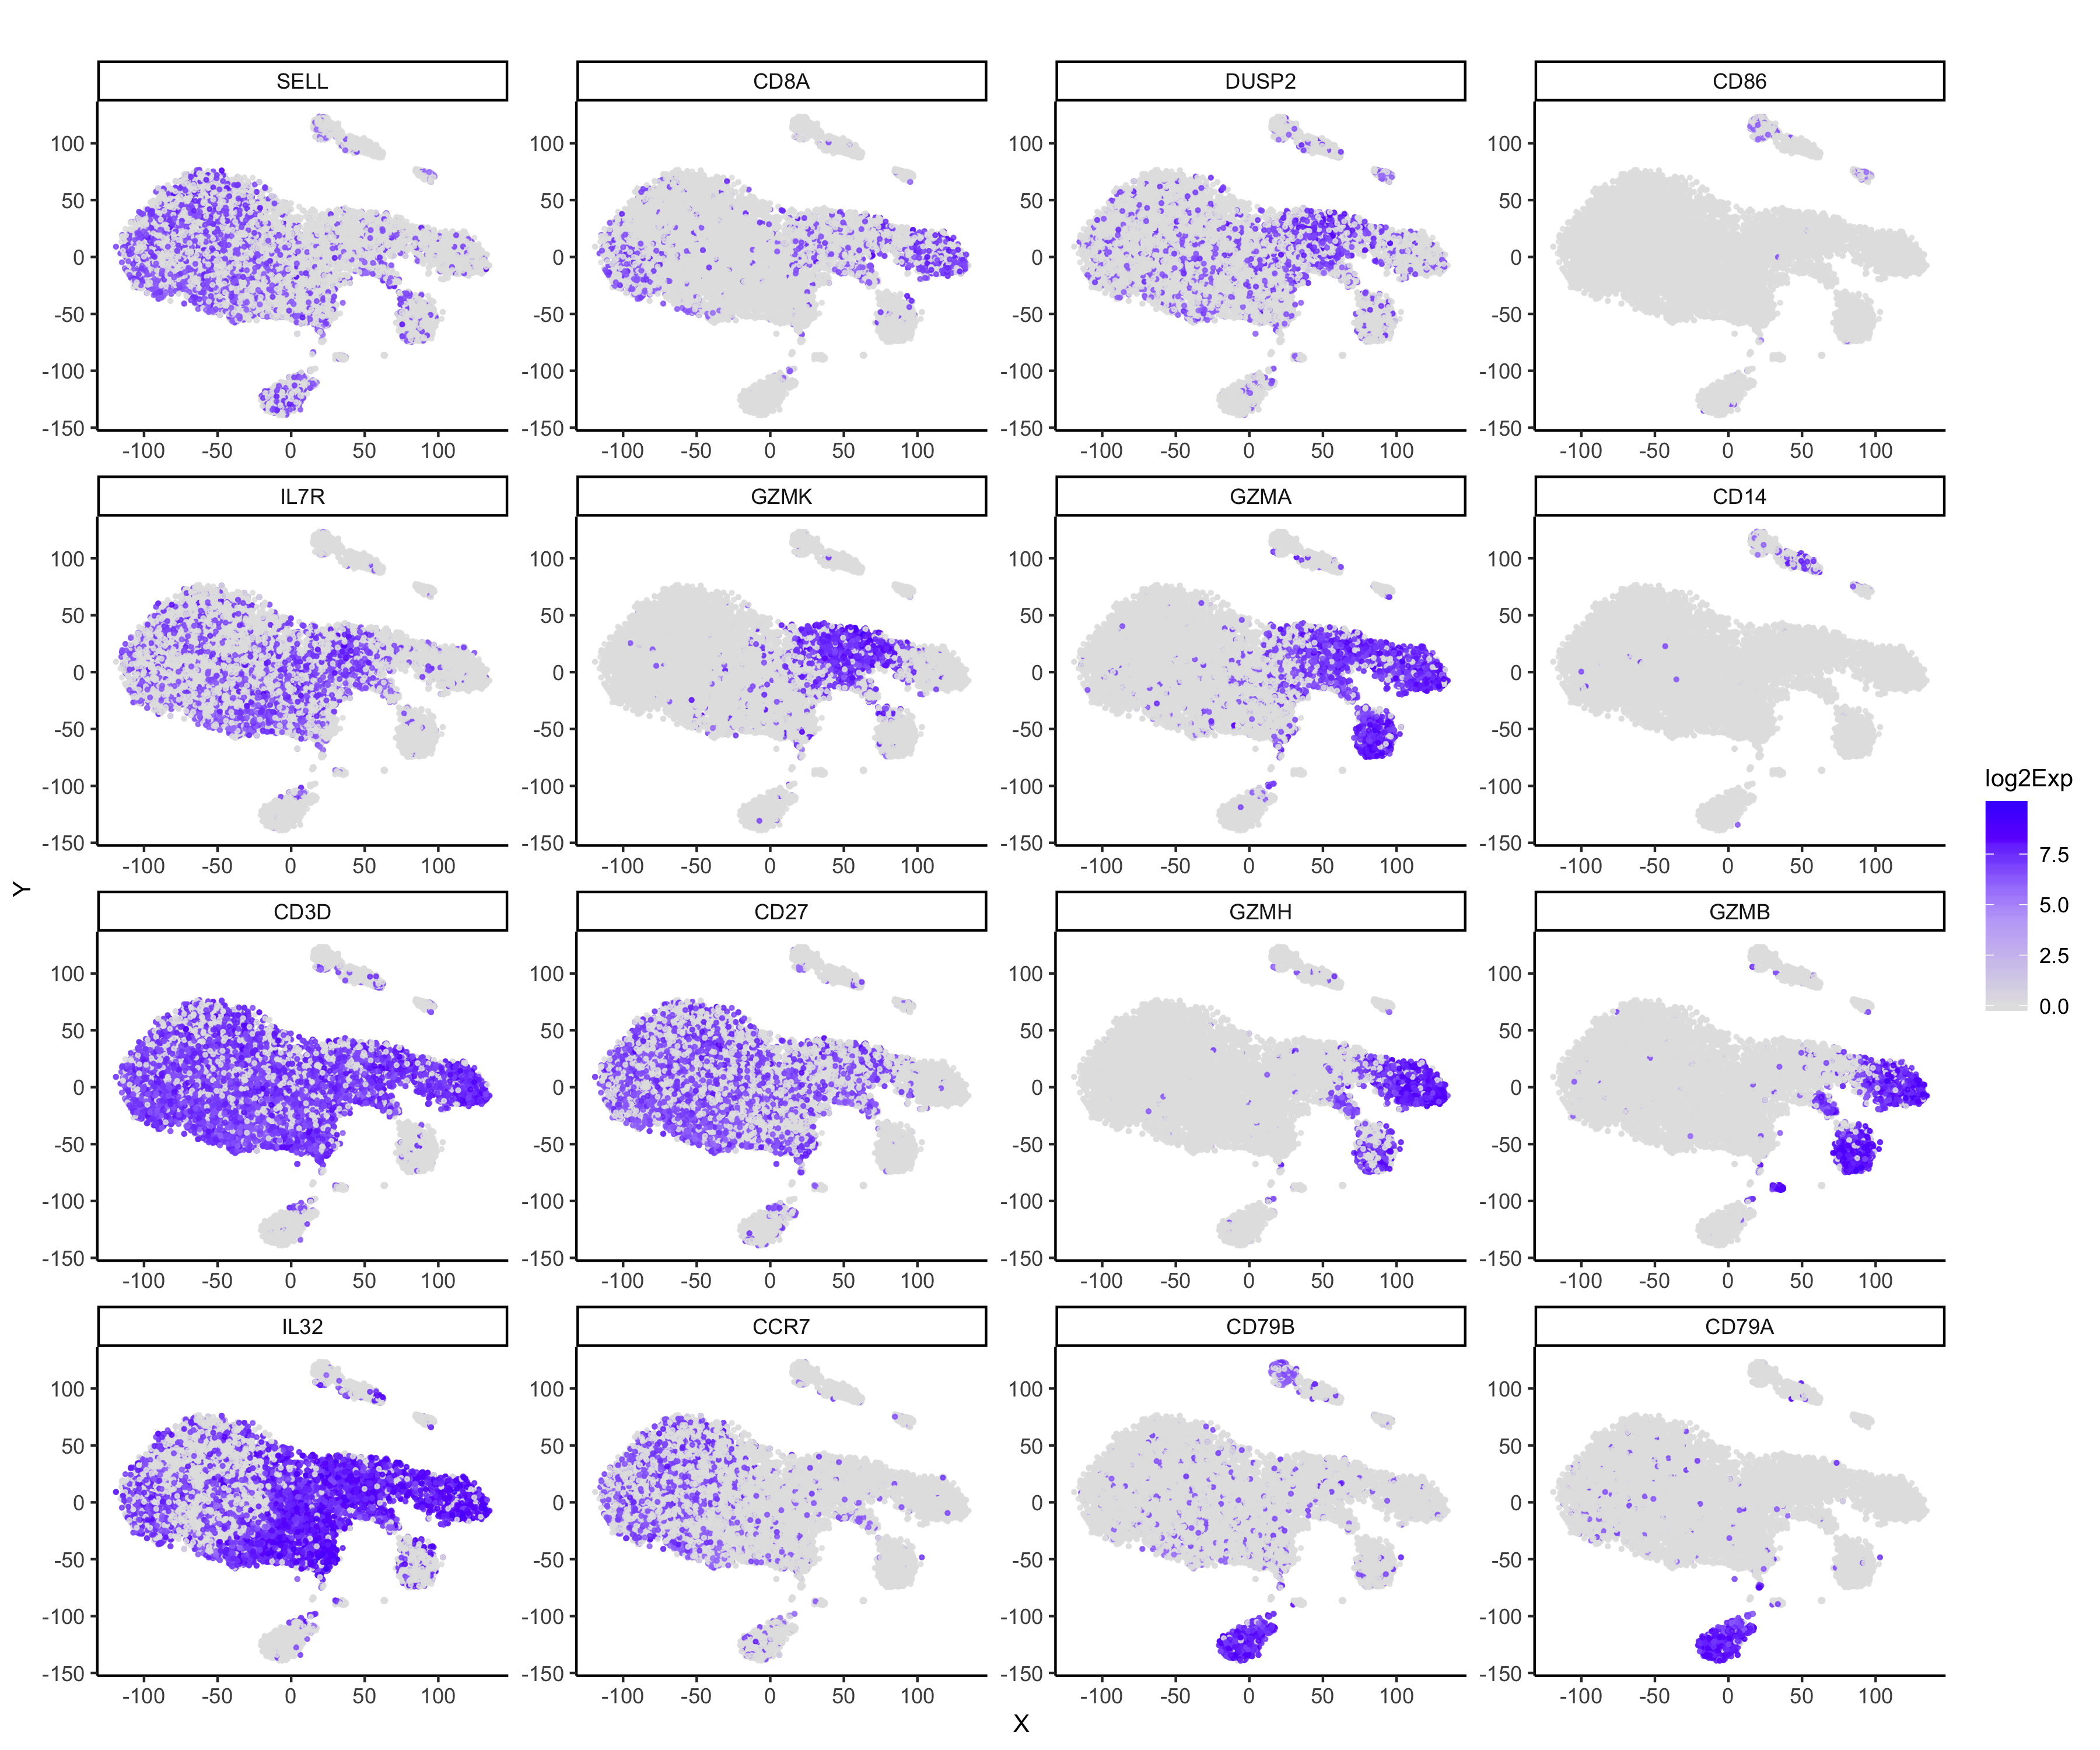 SELL CD8A DUSP2 CD86
100 100 100 100
50 50 50 50
0 0 0 0
-50 -50 -50 -50
-100 -100 -100 -100
-150 -150 -150 -150
-100 -50 0 50 100 -100 -50 0 50 100 -100 -50 0 50 100 -100 -50 0 50 100
IL7R GZMK GZMA CD14
100 100 100 100
50 50 50 50
0 0 0 0
-50 -50 -50 -50
-100 -100 -100 -100
-150 -150 -150 -150
-100 -50 0 50 100 -100 -50 0 50 100 -100 -50 0 50 100 -100 -50 0 50 100
Y
CD3D CD27 GZMH GZMB
100 100 100 100
50 50 50 50
0 0 0 0
-50 -50 -50 -50
-100 -100 -100 -100
-150 -150 -150 -150
-100 -50 0 50 100 -100 -50 0 50 100 -100 -50 0 50 100 -100 -50 0 50 100
IL32 CCR7 CD79B CD79A
100 100 100 100
50 50 50 50
0 0 0 0
-50 -50 -50 -50
-100 -100 -100 -100
-150 -150 -150 -150
-100 -50 0 50 100 -100 -50 0 50 100 -100 -50 0 50 100 -100 -50 0 50 100
X
log2Exp
7.5
5.0
2.5
0.0